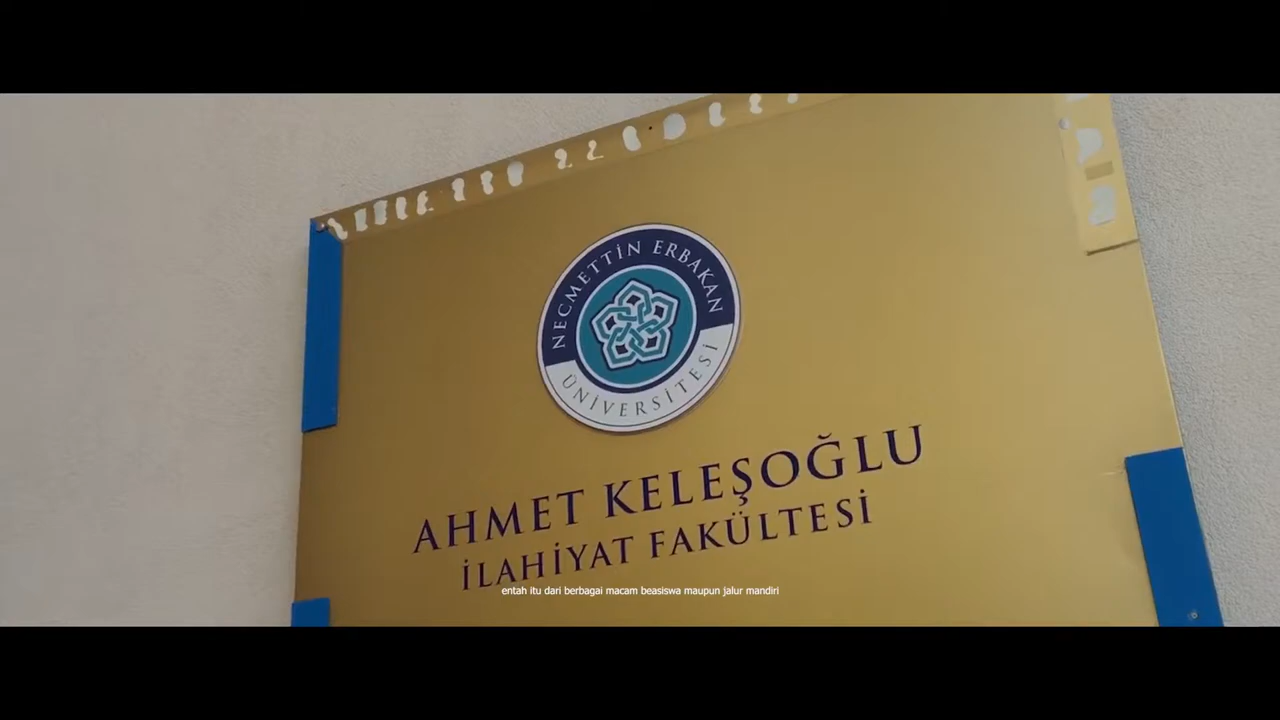 NECMETTİN ERBAKAN
ÜNİVERSİTESİ
AHMET KELEŞOĞLU
İLAHİYAT FAKÜLTESİ
entah itu dari berbagai macam beasiswa maupun jalur mandiri